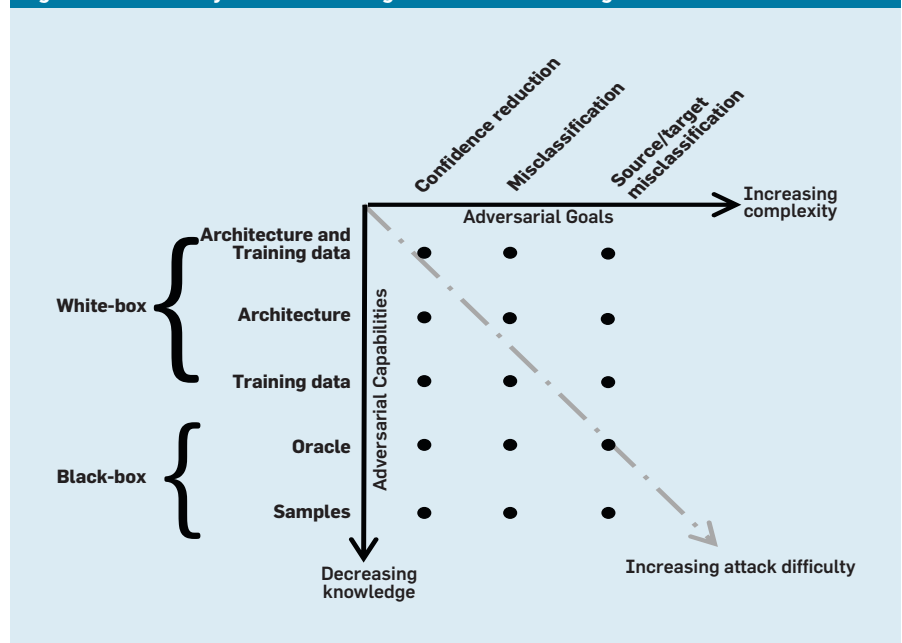 Confidence reduction
Misclassification
Source/target
misclassification
Increasing
complexity
Adversarial Goals
Architecture and
Training data
White-box
Architecture
Training data
Adversarial Capabilities
Oracle
Black-box
Samples
Decreasing
knowledge
Increasing attack difficulty